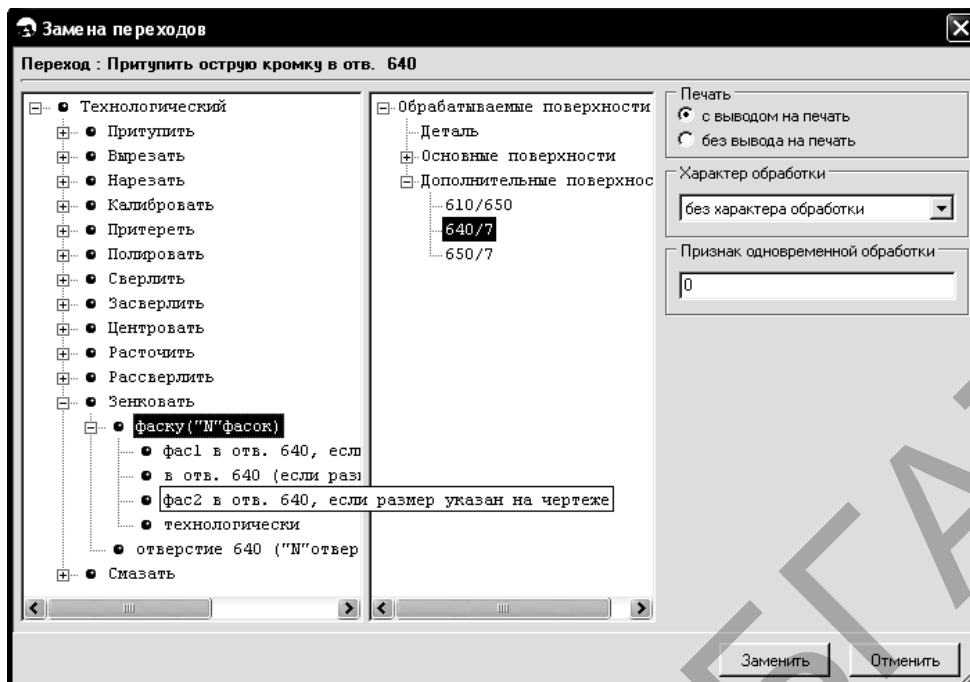 Замена переходов
Переход : Притупить острую кромку в отв. 640
Технологический
Притупить
Вырезать
Нарезать
Калибровать
Притереть
Полировать
Сверлить
Засверлить
Центровать
Расточить
Рассверлить
Зенковать
фаску("N"фасок)
фас1 в отв. 640, есл
в отв. 640 (если раз
фас2 в отв. 640, если размер указан на чертеже
технологически
отверстие 640 ("N"отвер
Смазать
Обрабатываемые поверхности
Деталь
Основные поверхности
Дополнительные поверхнос
610/650
640/7
650/7
Печать
с выводом на печать
без вывода на печать
Характер обработки
без характера обработки
Признак одновременной обработки
0
Заменить
Отменить